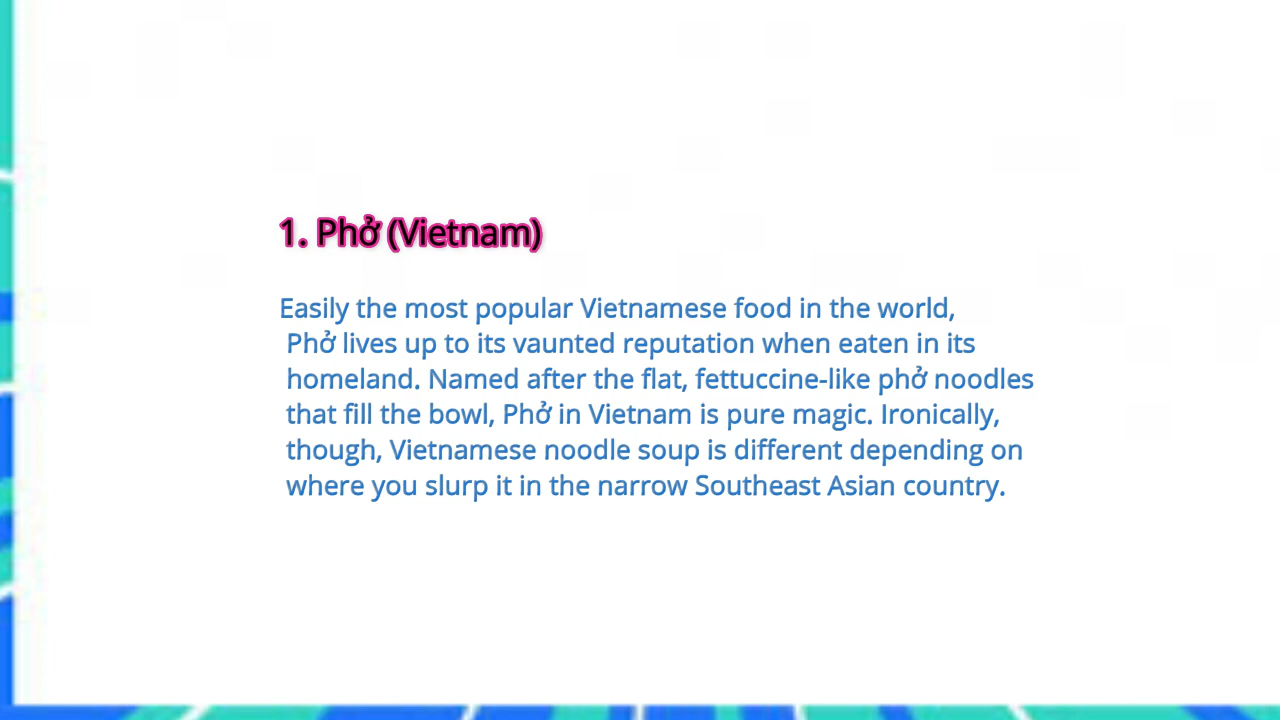 1. Phở (Vietnam)
Easily the most popular Vietnamese food in the world,
Phở lives up to its vaunted reputation when eaten in its
homeland. Named after the flat, fettuccine-like phở noodles
that fill the bowl, Phở in Vietnam is pure magic. Ironically,
though, Vietnamese noodle soup is different depending on
where you slurp it in the narrow Southeast Asian country.